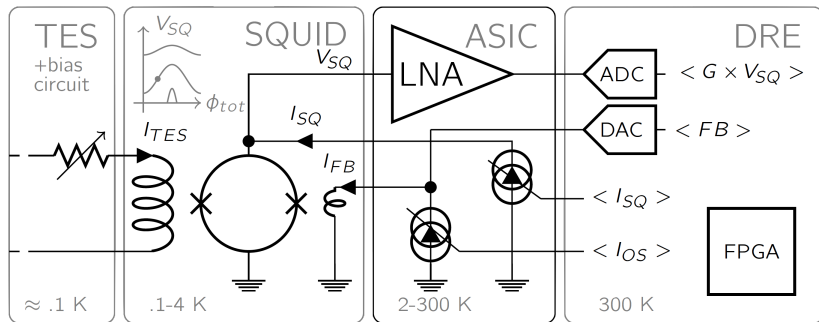 TES
+bias
circuit
I_TES
≈ .1 K
SQUID
V_SQ
ϕ_tot
V_SQ
I_SQ
I_FB
.1-4 K
ASIC
LNA
2-300 K
DRE
ADC
< G × V_SQ >
DAC
< FB >
< I_SQ >
< I_OS >
FPGA
300 K